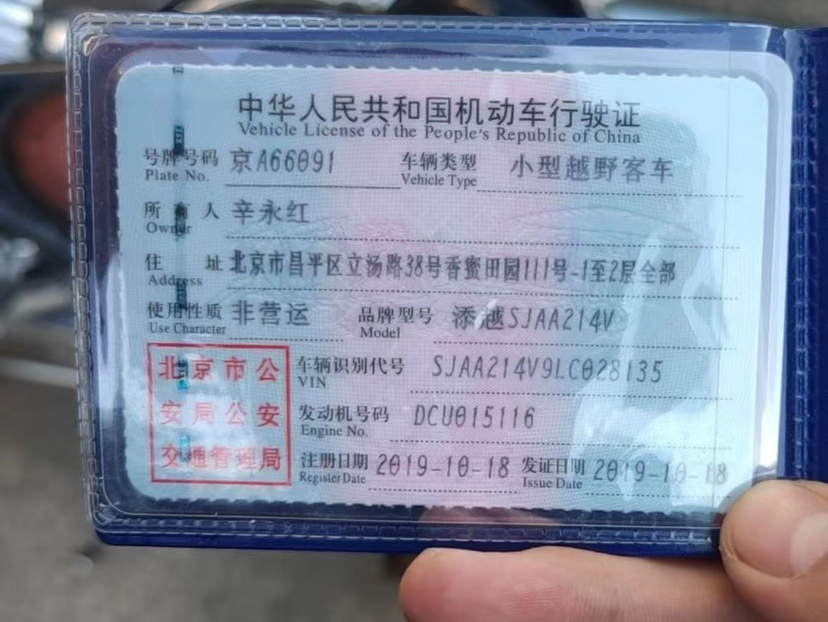 中华人民共和国机动车行驶证
Vehicle License of the People's Republic of China
号牌号码 京A66091 车辆类型 小型越野客车
Plate No. Vehicle Type
所有人 辛永红
Owner
住址 北京市昌平区立汤路38号香蜜田园111号-1至2层全部
Address
使用性质 非营运 品牌型号 添越SJAA214V
Use Character Model
北京市公 车辆识别代号 SJAA214V9LC028135
VIN
安局公安 发动机号码 DCU015116
Engine No.
交通管理局 注册日期 2019-10-18 发证日期 2019-10-18
Register Date Issue Date